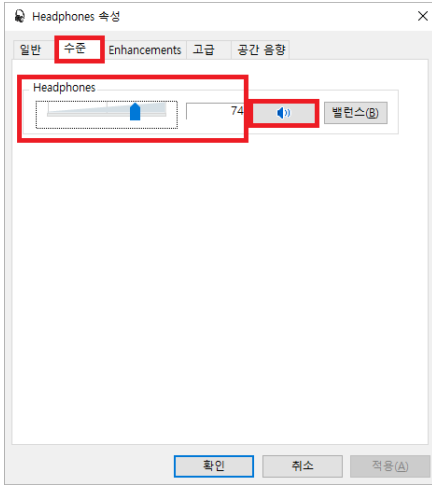 Headphones 속성
일반 수준 Enhancements 고급 공간 음향
Headphones
74 밸런스(B)
확인 취소 적용(A)